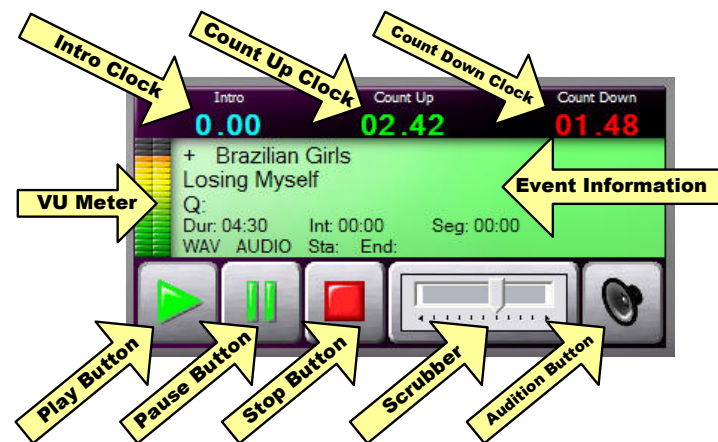 Intro Clock
Count Up Clock
Count Down Clock
Intro
Count Up
Count Down
0.00
02.42
01.48
+ Brazilian Girls
Losing Myself
Q:
Dur: 04:30 Int: 00:00 Seg: 00:00
WAV AUDIO Sta: End:
VU Meter
Event Information
Play Button
Pause Button
Stop Button
Scrubber
Audition Button